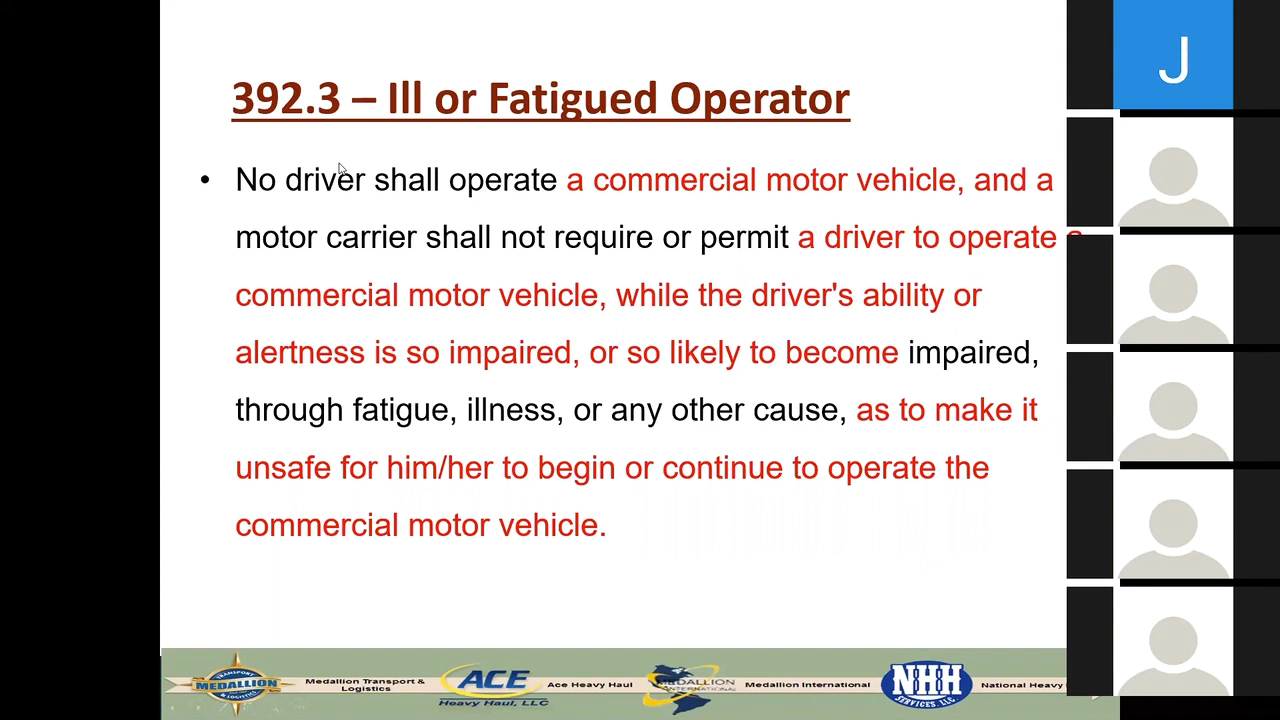 392.3 – Ill or Fatigued Operator
J
• No driver shall operate a commercial motor vehicle, and a
motor carrier shall not require or permit a driver to operate a
commercial motor vehicle, while the driver's ability or
alertness is so impaired, or so likely to become impaired,
through fatigue, illness, or any other cause, as to make it
unsafe for him/her to begin or continue to operate the
commercial motor vehicle.
TRANSPORT
MEDALLION
& LOGISTICS
Medallion Transport &
Logistics
ACE
Heavy Haul, LLC
Ace Heavy Haul
MEDALLION
INTERNATIONAL
Medallion International
NHH
SERVICES, LLC
National Heavy